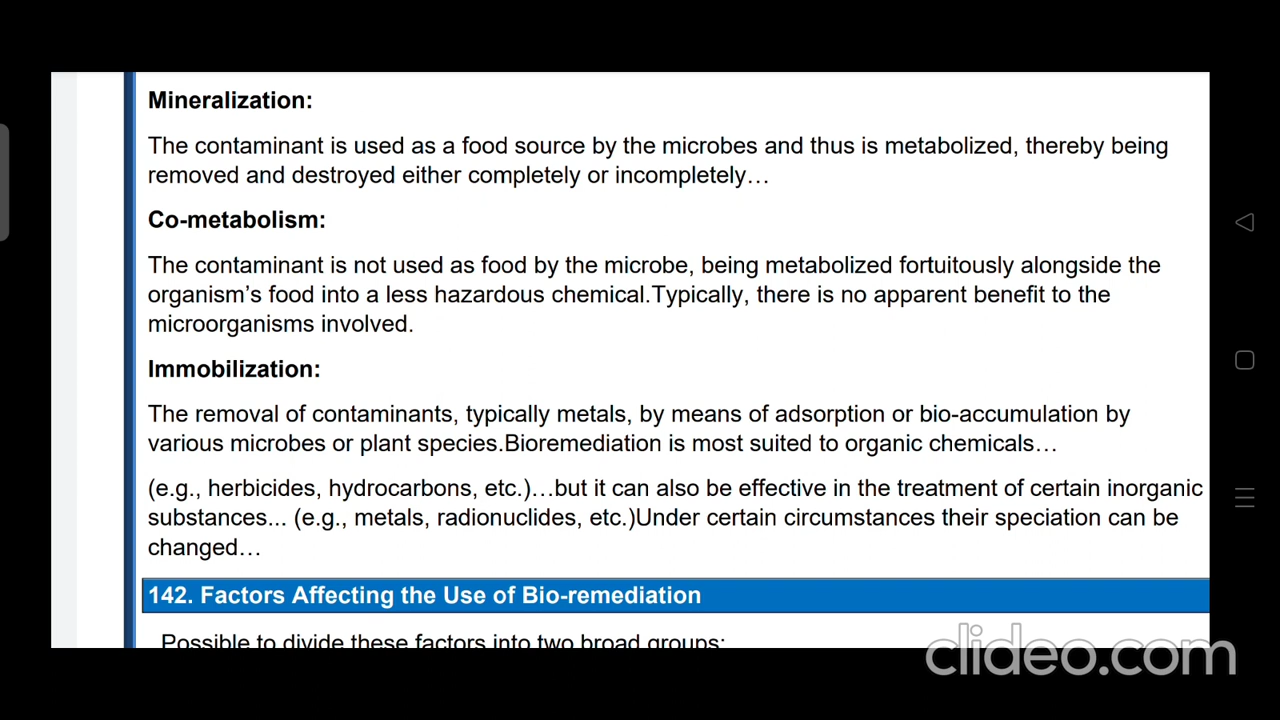 Mineralization:
The contaminant is used as a food source by the microbes and thus is metabolized, thereby being
removed and destroyed either completely or incompletely…
Co-metabolism:
The contaminant is not used as food by the microbe, being metabolized fortuitously alongside the
organism’s food into a less hazardous chemical.Typically, there is no apparent benefit to the
microorganisms involved.
Immobilization:
The removal of contaminants, typically metals, by means of adsorption or bio-accumulation by
various microbes or plant species.Bioremediation is most suited to organic chemicals…
(e.g., herbicides, hydrocarbons, etc.)…but it can also be effective in the treatment of certain inorganic
substances... (e.g., metals, radionuclides, etc.)Under certain circumstances their speciation can be
changed…
142. Factors Affecting the Use of Bio-remediation
Possible to divide these factors into two broad groups:
clideo.com